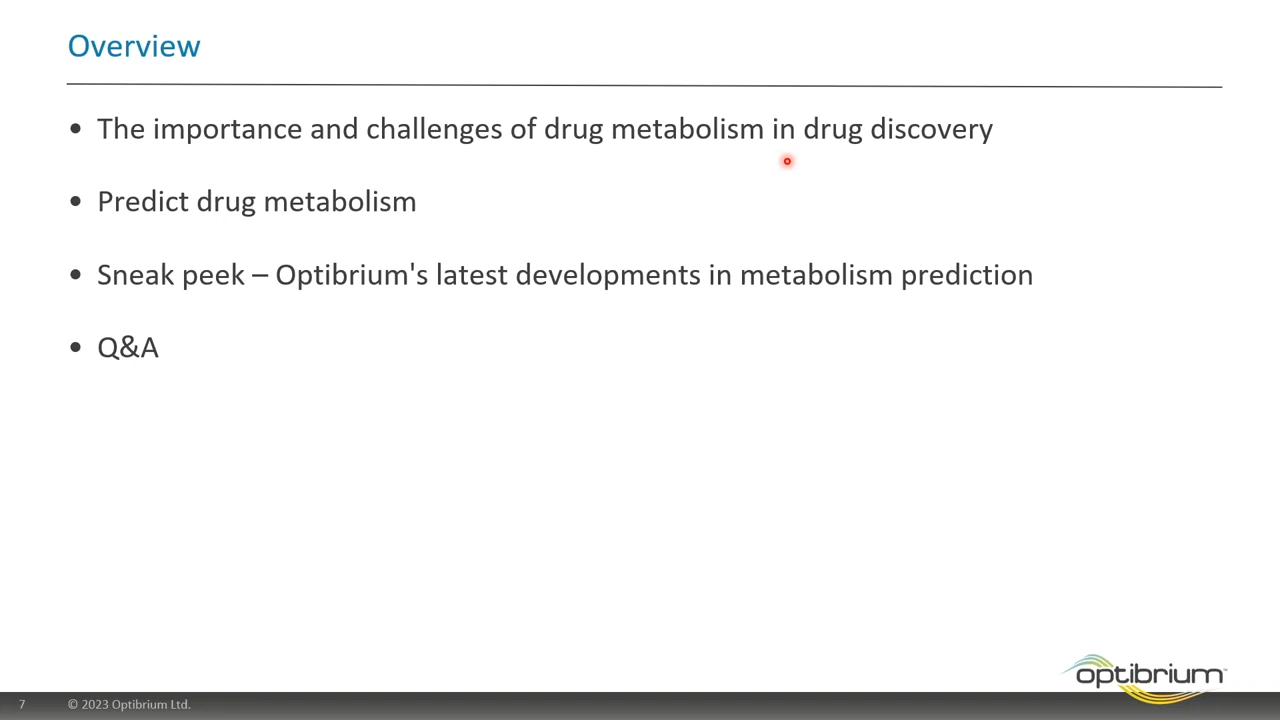 Overview
• The importance and challenges of drug metabolism in drug discovery
• Predict drug metabolism
• Sneak peek – Optibrium's latest developments in metabolism prediction
• Q&A
optibrium™
7 © 2023 Optibrium Ltd.